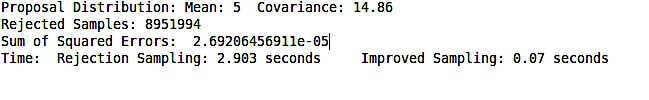 Proposal Distribution: Mean: 5  Covariance: 14.86
Rejected Samples: 8951994
Sum of Squared Errors:  2.69206456911e-05
Time:  Rejection Sampling: 2.903 seconds     Improved Sampling: 0.07 seconds